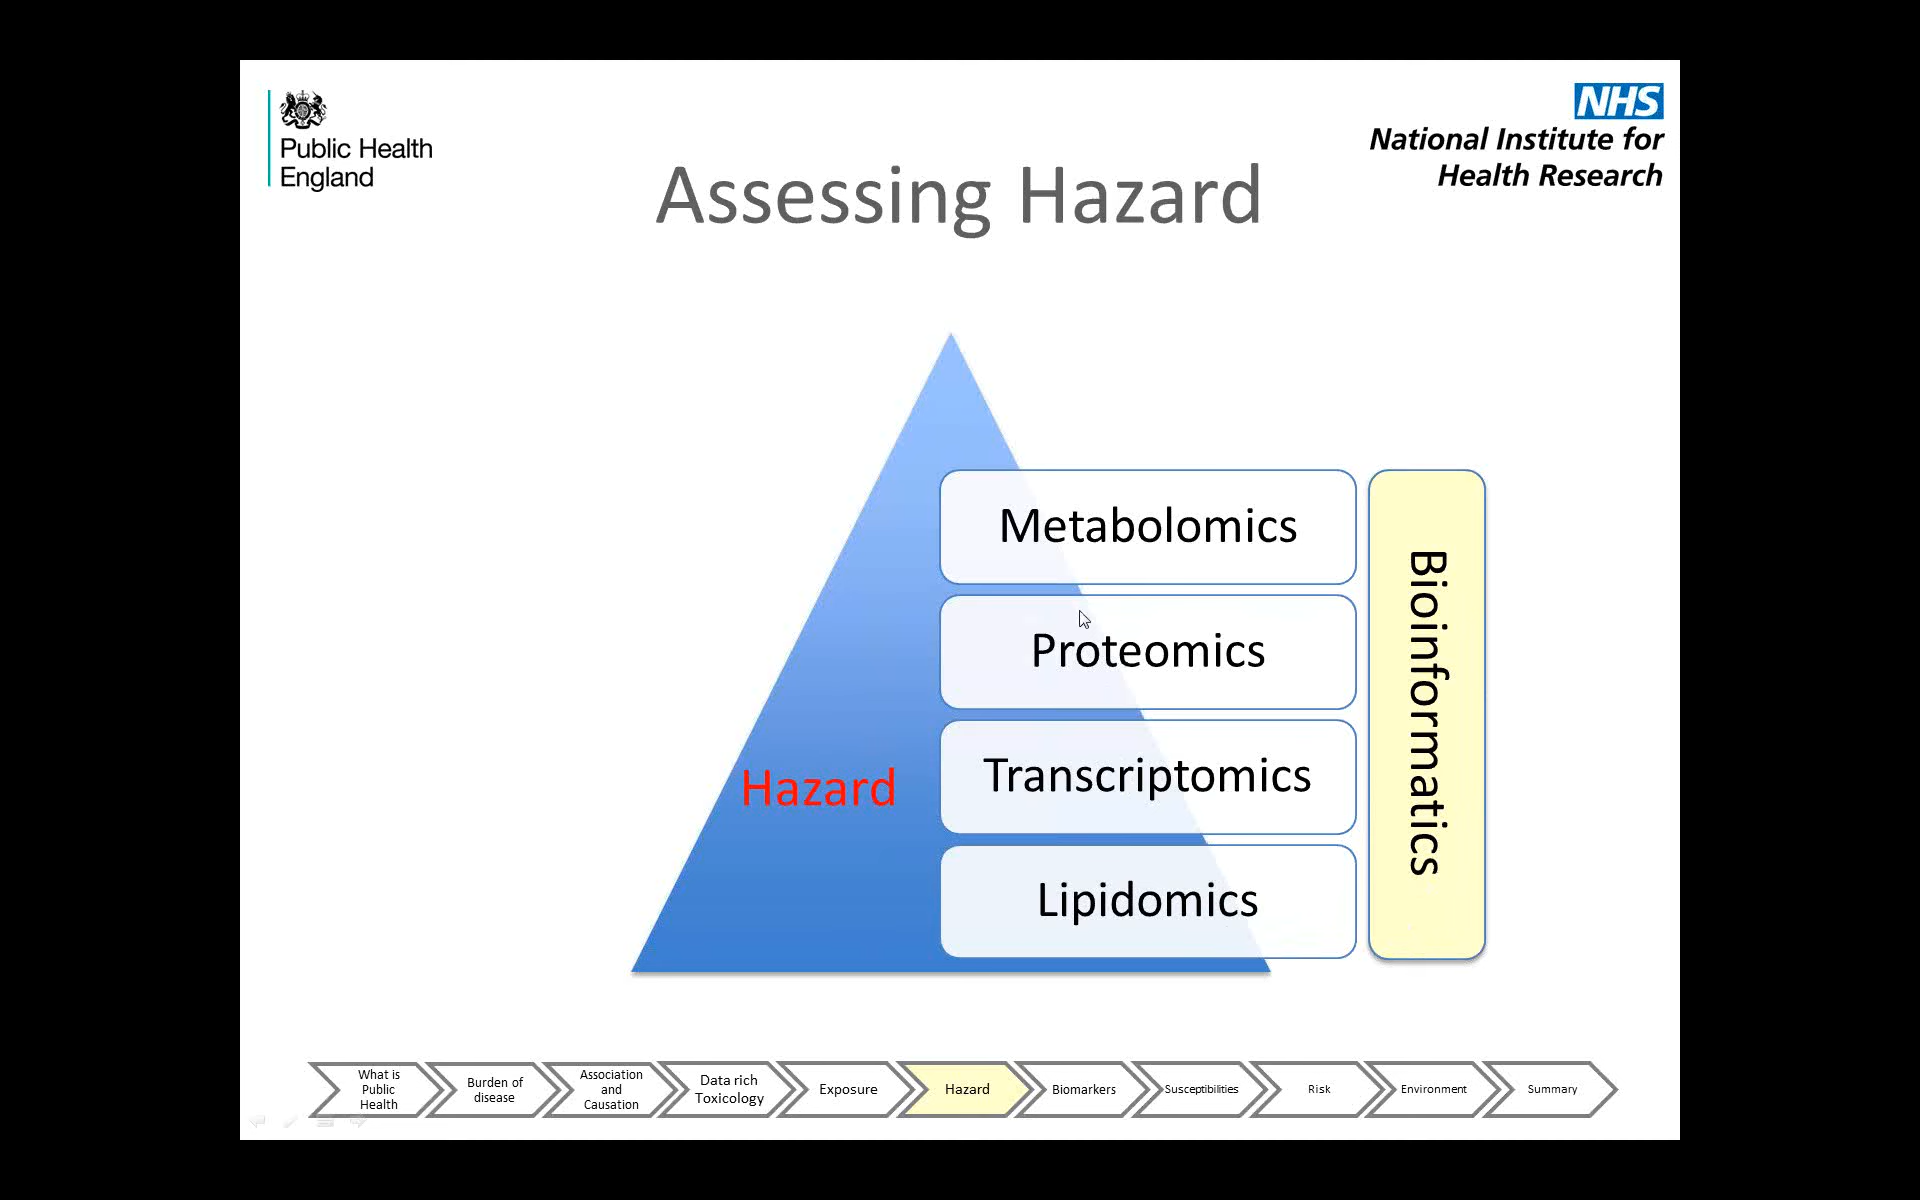 Public Health
England
NHS
National Institute for
Health Research
Assessing Hazard
Metabolomics
Proteomics
Transcriptomics
Lipidomics
Hazard
Bioinformatics
What is
Public
Health
Burden of
disease
Association
and
Causation
Data rich
Toxicology
Exposure
Hazard
Biomarkers
Susceptibilities
Risk
Environment
Summary